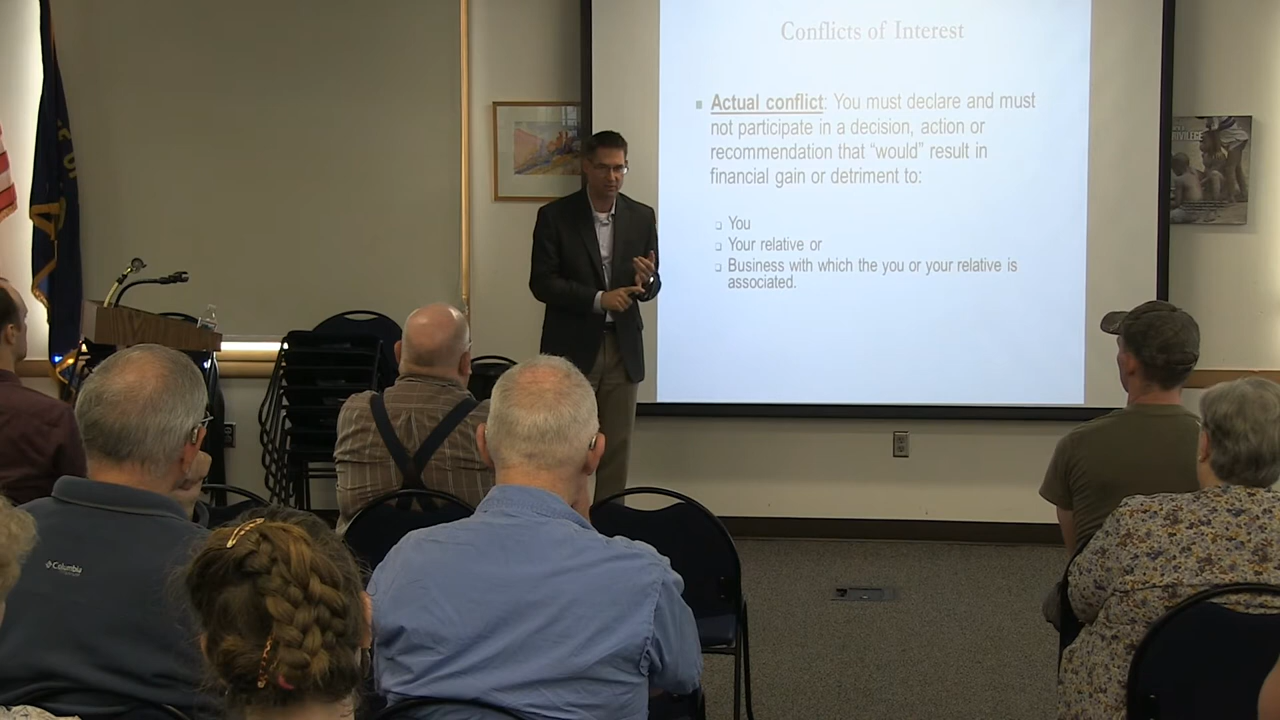 Conflicts of Interest
Actual conflict: You must declare and must
not participate in a decision, action or
recommendation that “would” result in
financial gain or detriment to:
You
Your relative or
Business with which the you or your relative is
associated.
Columbia